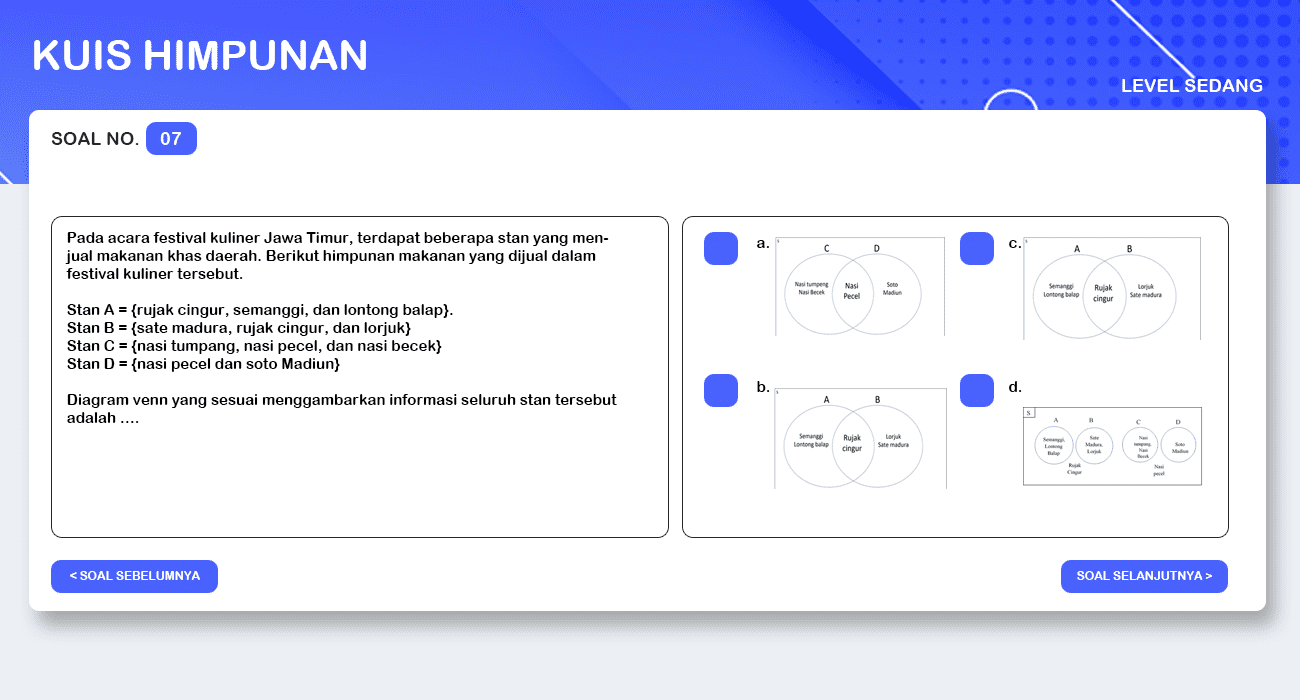 KUIS HIMPUNAN
LEVEL SEDANG
SOAL NO. 07
Pada acara festival kuliner Jawa Timur, terdapat beberapa stan yang men-
jual makanan khas daerah. Berikut himpunan makanan yang dijual dalam
festival kuliner tersebut.
Stan A = {rujak cingur, semanggi, dan lontong balap}.
Stan B = {sate madura, rujak cingur, dan lorjuk}
Stan C = {nasi tumpang, nasi pecel, dan nasi becek}
Stan D = {nasi pecel dan soto Madiun}
Diagram venn yang sesuai menggambarkan informasi seluruh stan tersebut
adalah ....
a.
s
C D
Nasi tumpeng
Nasi Becek
Nasi
Pecel
Soto
Madiun
b.
s
A B
Semanggi
Lontong balap
Rujak
cingur
Lorjuk
Sate madura
c.
s
A B
Semanggi
Lontong balap
Rujak
cingur
Lorjuk
Sate madura
d.
S
A B C D
Semanggi,
Lontong
Balap
Sate
Madura,
Lorjuk
Rujak
Cingur
Nasi
tumpang,
Nasi
Becek
Soto
Madiun
Nasi
pecel
< SOAL SEBELUMNYA
SOAL SELANJUTNYA >